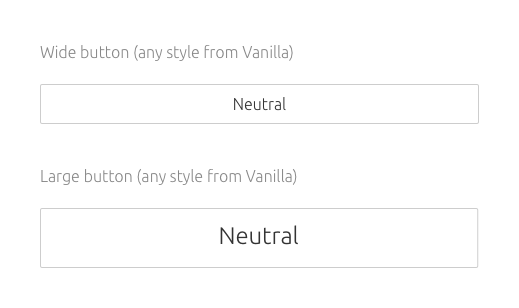 Wide button (any style from Vanilla)
Neutral
Large button (any style from Vanilla)
Neutral